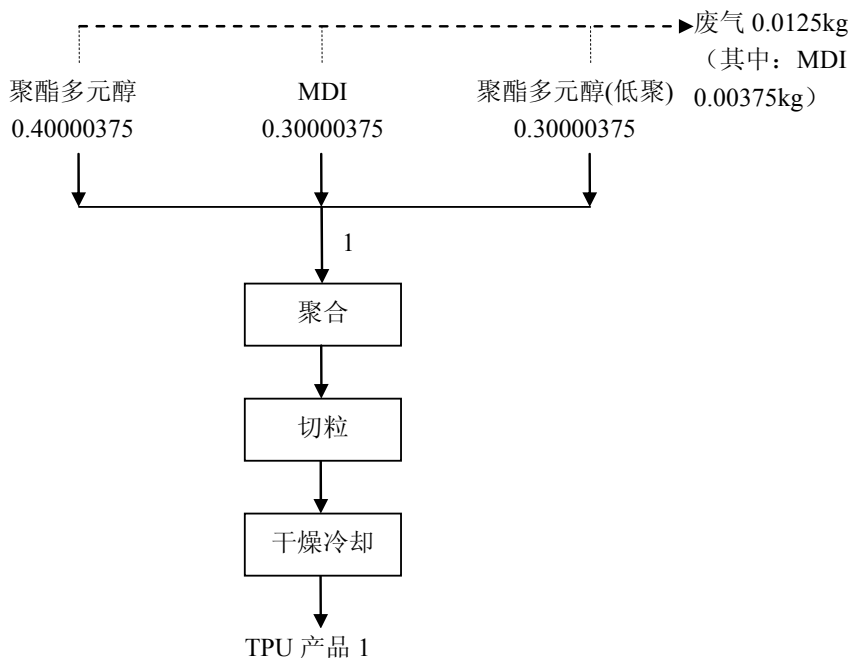 废气 0.0125kg
（其中：MDI
0.00375kg）
聚酯多元醇
0.40000375
MDI
0.30000375
聚酯多元醇(低聚)
0.30000375
1
聚合
切粒
干燥冷却
TPU 产品 1